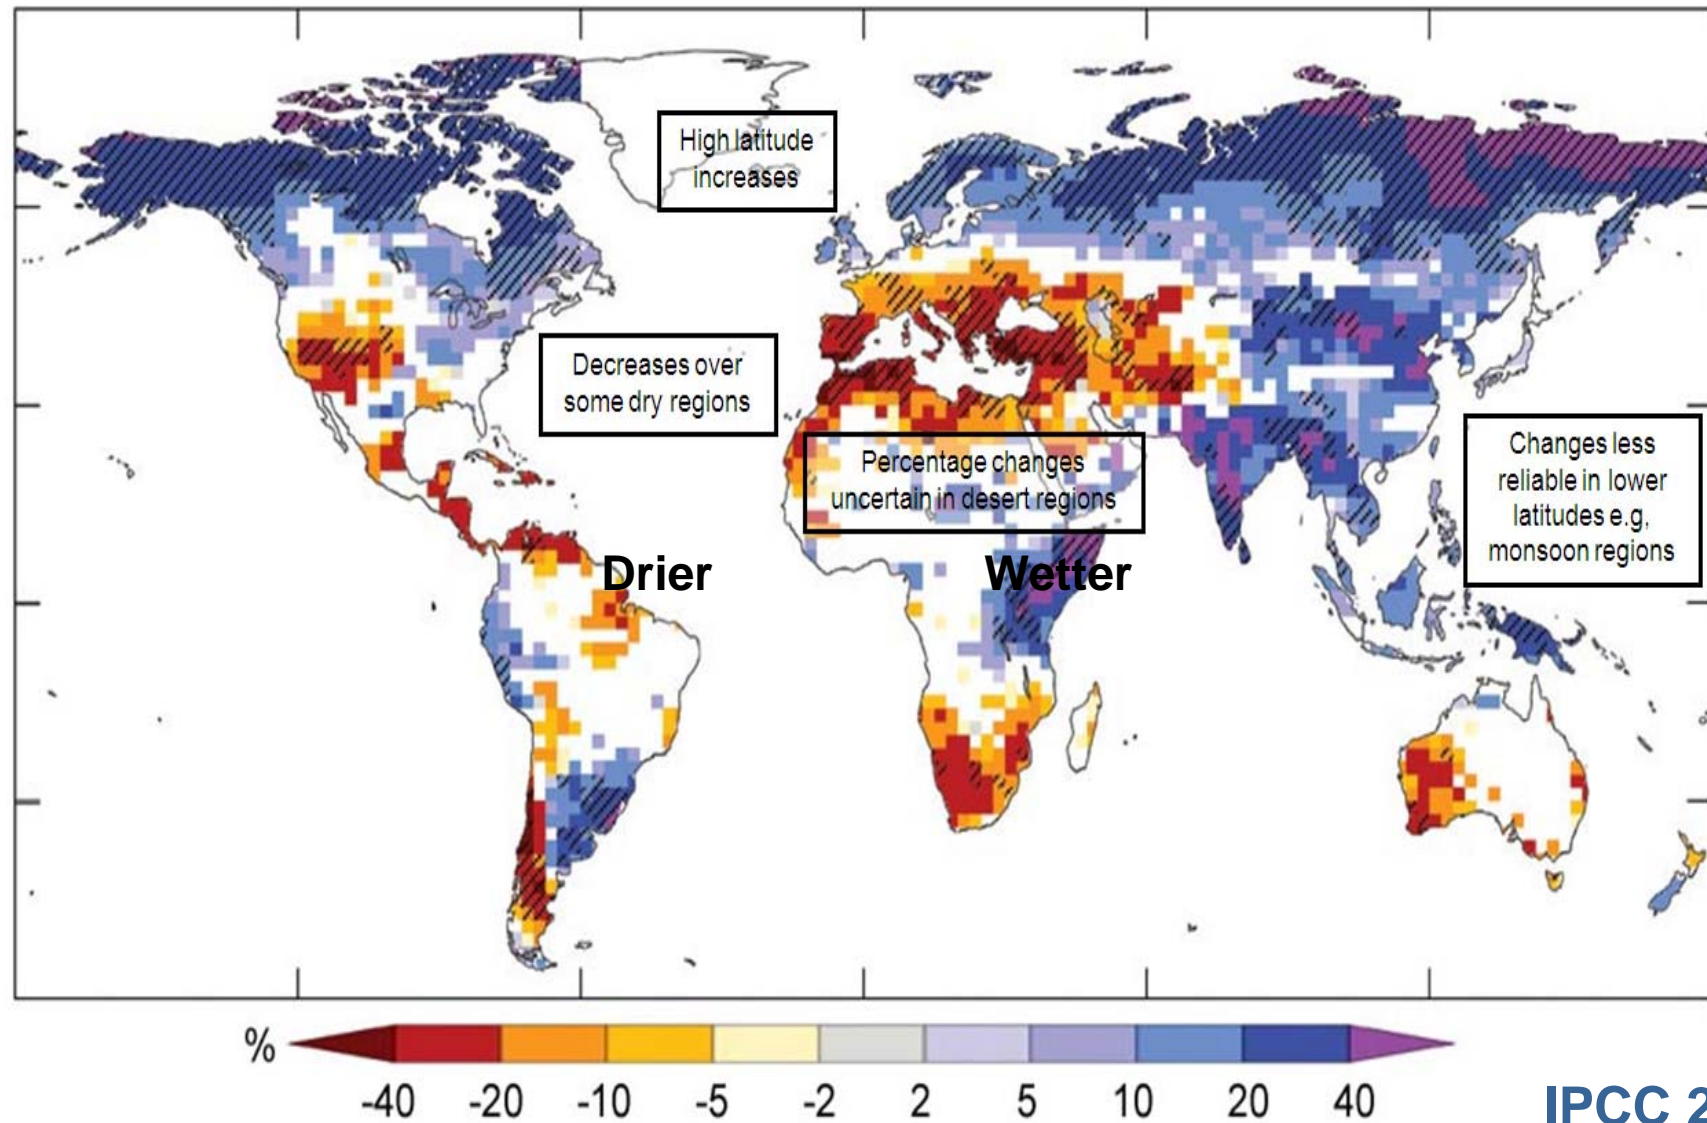 High latitude
increases
Decreases over
some dry regions
Percentage changes
uncertain in desert regions
Changes less
reliable in lower
latitudes e.g,
monsoon regions
Drier
Wetter
%
-40 -20 -10 -5 -2 2 5 10 20 40
IPCC 2